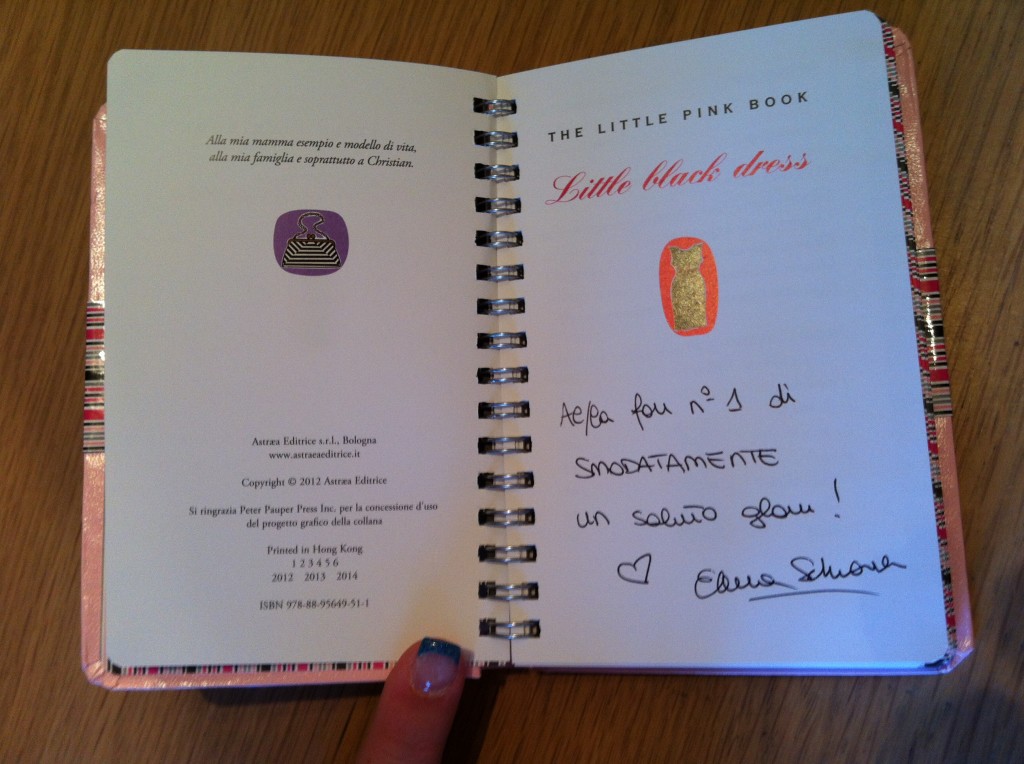 Alla mia mamma esempio e modello di vita,
alla mia famiglia e soprattutto a Christian.
Astræa Editrice s.r.l., Bologna
www.astraeaeditrice.it
Copyright © 2012 Astræa Editrice
Si ringrazia Peter Pauper Press Inc. per la concessione d'uso
del progetto grafico della collana
Printed in Hong Kong
1 2 3 4 5 6
2012 2013 2014
ISBN 978-88-95649-51-1
THE LITTLE PINK BOOK
Little black dress
Alla fan n° 1 di
SMODATAMENTE
un saluto glam!
Elena Schiavon